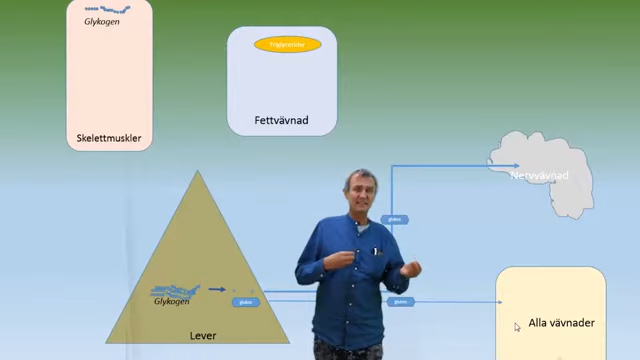 Glykogen
Skelettmuskler
Triglycerider
Fettvävnad
Nervvävnad
glukos
Glykogen
glukos
glukos
Lever
Alla vävnader